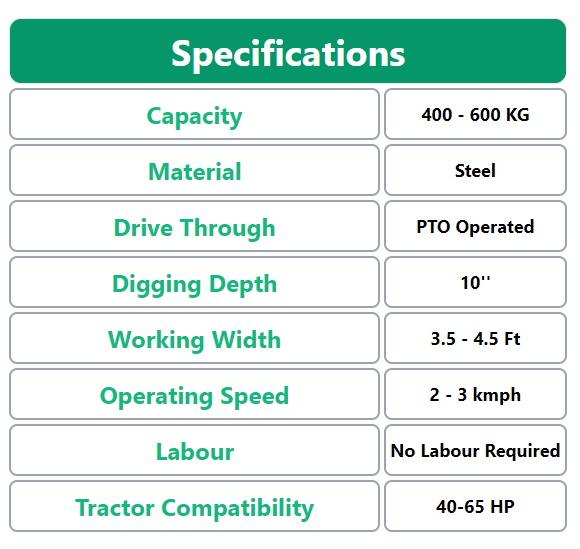 Specifications
Capacity
400 - 600 KG
Material
Steel
Drive Through
PTO Operated
Digging Depth
10''
Working Width
3.5 - 4.5 Ft
Operating Speed
2 - 3 kmph
Labour
No Labour Required
Tractor Compatibility
40-65 HP